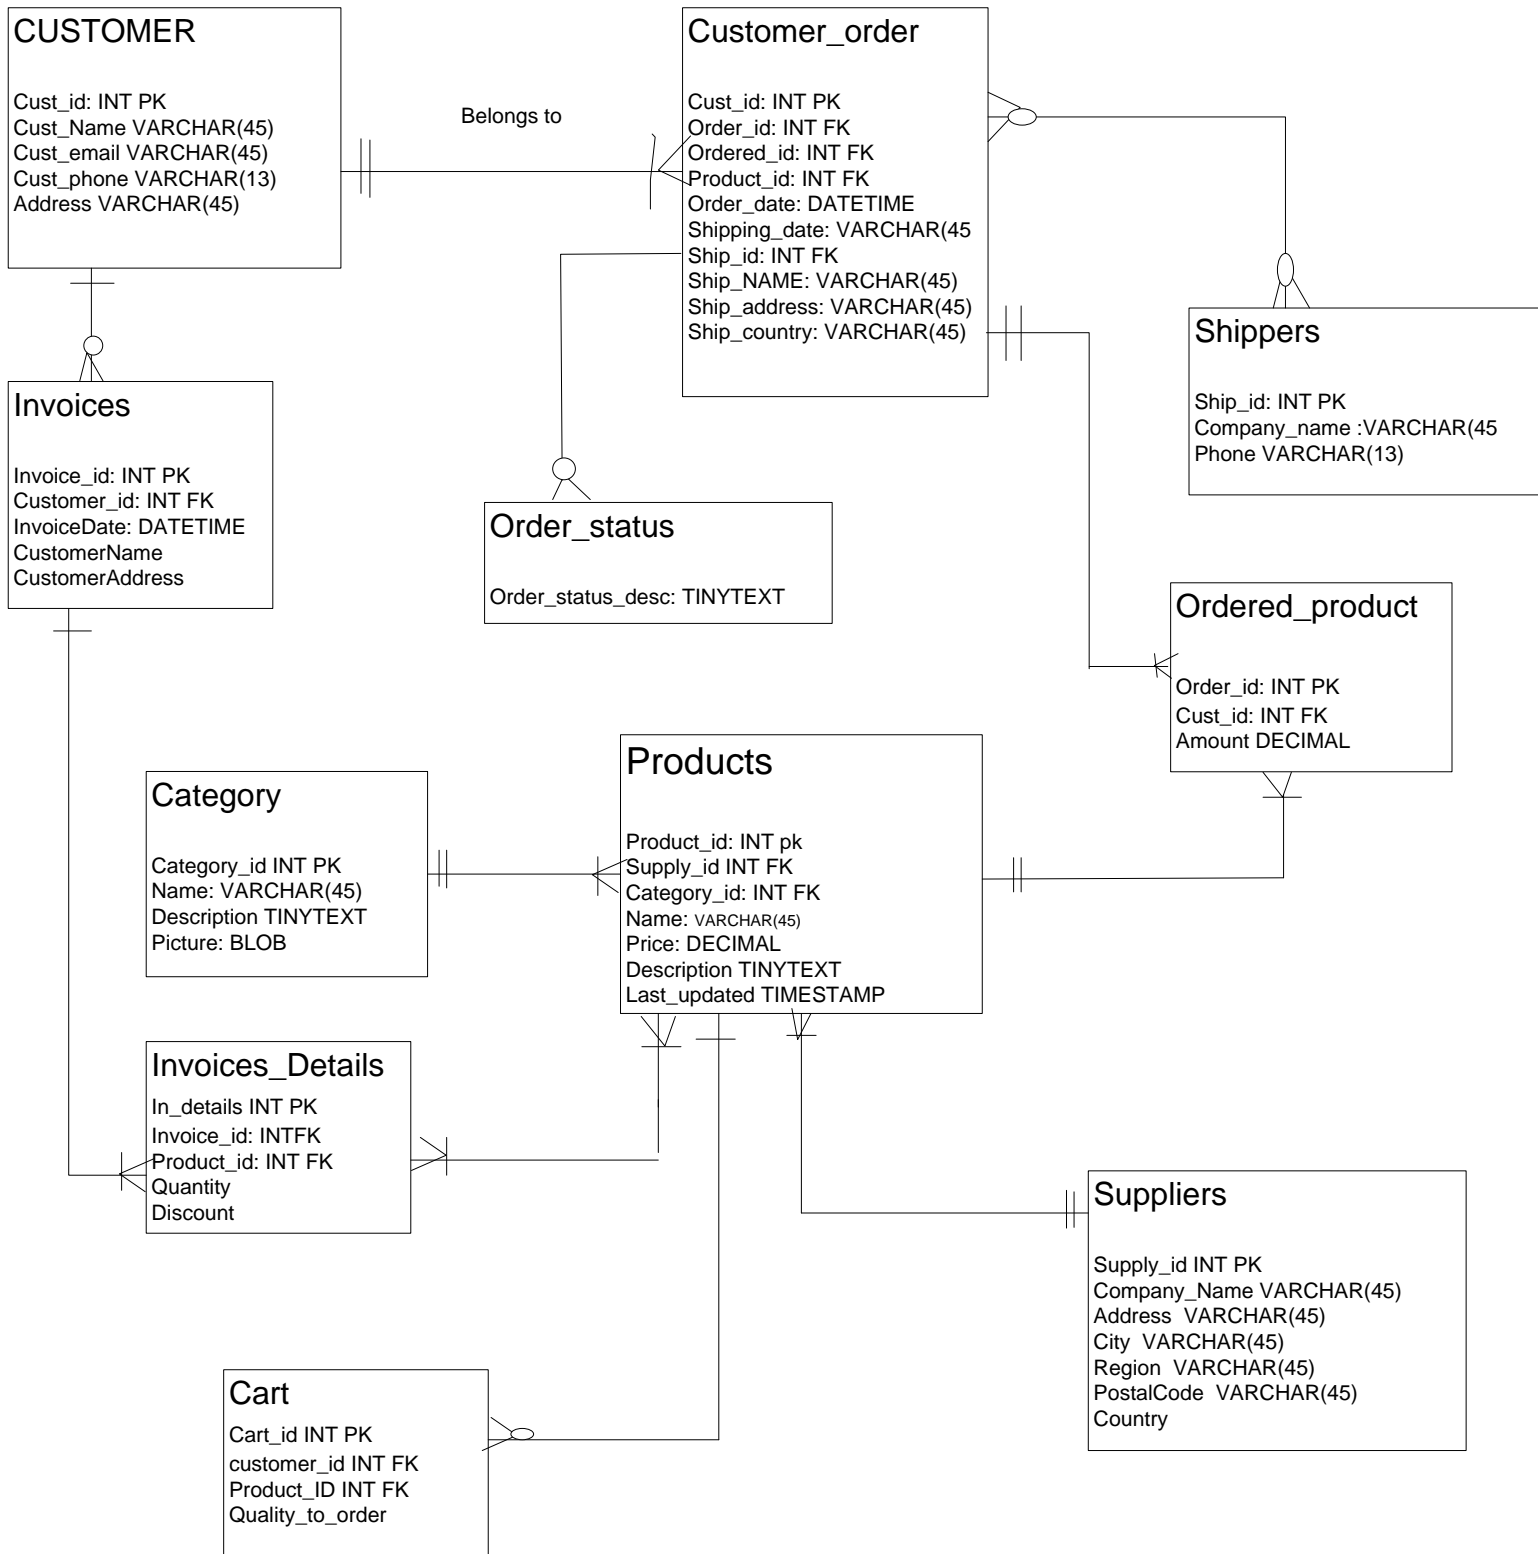 CUSTOMER
Cust_id: INT PK
Cust_Name VARCHAR(45)
Cust_email VARCHAR(45)
Cust_phone VARCHAR(13)
Address VARCHAR(45)
Belongs to
Customer_order
Cust_id: INT PK
Order_id: INT FK
Ordered_id: INT FK
Product_id: INT FK
Order_date: DATETIME
Shipping_date: VARCHAR(45
Ship_id: INT FK
Ship_NAME: VARCHAR(45)
Ship_address: VARCHAR(45)
Ship_country: VARCHAR(45)
Shippers
Ship_id: INT PK
Company_name :VARCHAR(45
Phone VARCHAR(13)
Invoices
Invoice_id: INT PK
Customer_id: INT FK
InvoiceDate: DATETIME
CustomerName
CustomerAddress
Order_status
Order_status_desc: TINYTEXT
Ordered_product
Order_id: INT PK
Cust_id: INT FK
Amount DECIMAL
Category
Category_id INT PK
Name: VARCHAR(45)
Description TINYTEXT
Picture: BLOB
Products
Product_id: INT pk
Supply_id INT FK
Category_id: INT FK
Name: VARCHAR(45)
Price: DECIMAL
Description TINYTEXT
Last_updated TIMESTAMP
Invoices_Details
In_details INT PK
Invoice_id: INTFK
Product_id: INT FK
Quantity
Discount
Suppliers
Supply_id INT PK
Company_Name VARCHAR(45)
Address VARCHAR(45)
City VARCHAR(45)
Region VARCHAR(45)
PostalCode VARCHAR(45)
Country
Cart
Cart_id INT PK
customer_id INT FK
Product_ID INT FK
Quality_to_order